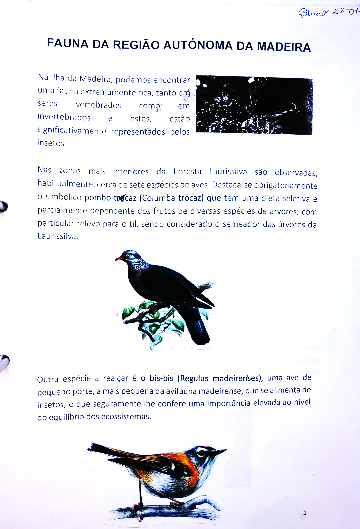 FAUNA DA REGIÃO AUTÓNOMA DA MADEIRA
Na Ilha da Madeira, podemos encontrar
uma fauna extremamente rica, tanto em
seres vertebrados como em
invertebrados e estes, estão
significativamente representados pelos
insetos.
Nas zonas mais interiores da Floresta Laurissilva são observadas,
habitualmente, cerca de sete espécies de aves. Destaca-se obrigatoriamente
o simbólico pombo trocaz (Columba trocaz) que tem uma dieta seletiva e
parcialmente dependente dos frutos de diversas espécies de árvores, com
particular relevo para o til, sendo considerado o semeador das árvores da
Laurissilva.
Outra espécie a realçar é o bis-bis (Regulus madeirenses), uma ave de
pequeno porte, a mais pequena da avifauna madeirense, que se alimenta de
insetos, o que seguramente lhe confere uma importância elevada ao nível
do equilíbrio dos ecossistemas.